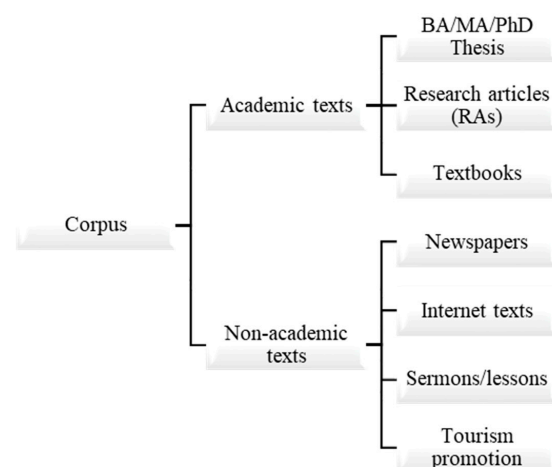 BA/MA/PhD
Thesis
Academic texts
Research articles
(RAs)
Textbooks
Corpus
Newspapers
Internet texts
Non-academic
texts
Sermons/lessons
Tourism
promotion